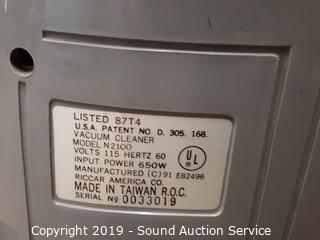 LISTED 87T4
U.S.A. PATENT NO. D. 305. 168.
VACUUM CLEANER
MODEL N2100
VOLTS 115 HERTZ 60
INPUT POWER 650W
MANUFACTURED (C)91 E82496
RICCAR AMERICA CO.
MADE IN TAIWAN R.O.C.
SERIAL No 0033019
UL
Copyright 2019 - Sound Auction Service